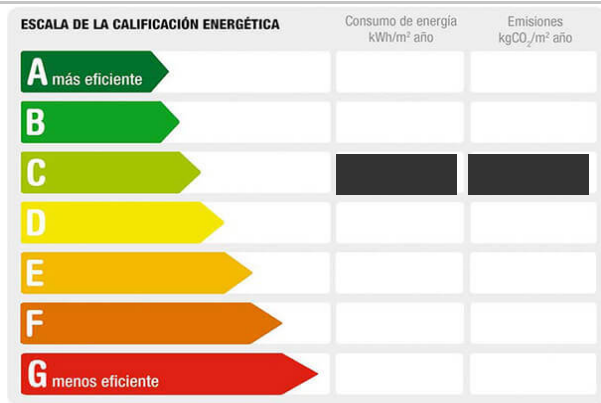 ESCALA DE LA CALIFICACIÓN ENERGÉTICA
Consumo de energía
kWh/m² año
Emisiones
kgCO₂/m² año
A más eficiente
B
C
D
E
F
G menos eficiente